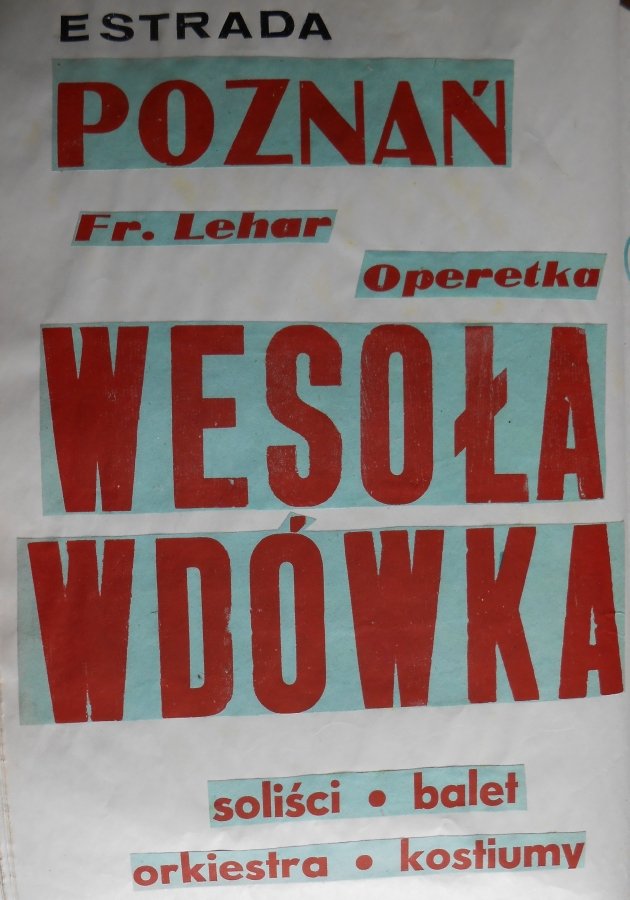 ESTRADA
POZNAŃ
Fr. Lehar
Operetka
WESOŁA
WDÓWKA
soliści • balet
orkiestra • kostiumy